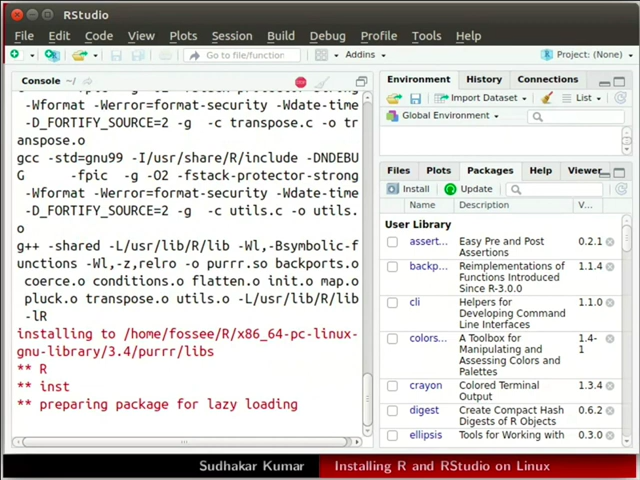 RStudio
File Edit Code View Plots Session Build Debug Profile Tools Help
Go to file/function Addins Project: (None)
Console ~/
-Wformat -Werror=format-security -Wdate-time
-D_FORTIFY_SOURCE=2 -g -c transpose.c -o tr
anspose.o
gcc -std=gnu99 -I/usr/share/R/include -DNDEBU
G -fpic -g -O2 -fstack-protector-strong
-Wformat -Werror=format-security -Wdate-time
-D_FORTIFY_SOURCE=2 -g -c utils.c -o utils.
o
g++ -shared -L/usr/lib/R/lib -Wl,-Bsymbolic-f
unctions -Wl,-z,relro -o purrr.so backports.o
coerce.o conditions.o flatten.o init.o map.o
pluck.o transpose.o utils.o -L/usr/lib/R/lib
-lR
installing to /home/fossee/R/x86_64-pc-linux-
gnu-library/3.4/purrr/libs
** R
** inst
** preparing package for lazy loading
Environment History Connections
Import Dataset List
Global Environment
Files Plots Packages Help Viewer
Install Update
Name Description V...
User Library
assert... Easy Pre and Post 0.2.1
Assertions
backp... Reimplementations of 1.1.4
Functions Introduced
Since R-3.0.0
cli Helpers for 1.1.0
Developing Command
Line Interfaces
colors... A Toolbox for 1.4-
Manipulating and 1
Assessing Colors and
Palettes
crayon Colored Terminal 1.3.4
Output
digest Create Compact Hash 0.6.2
Digests of R Objects
ellipsis Tools for Working with 0.3.0
Sudhakar Kumar Installing R and RStudio on Linux